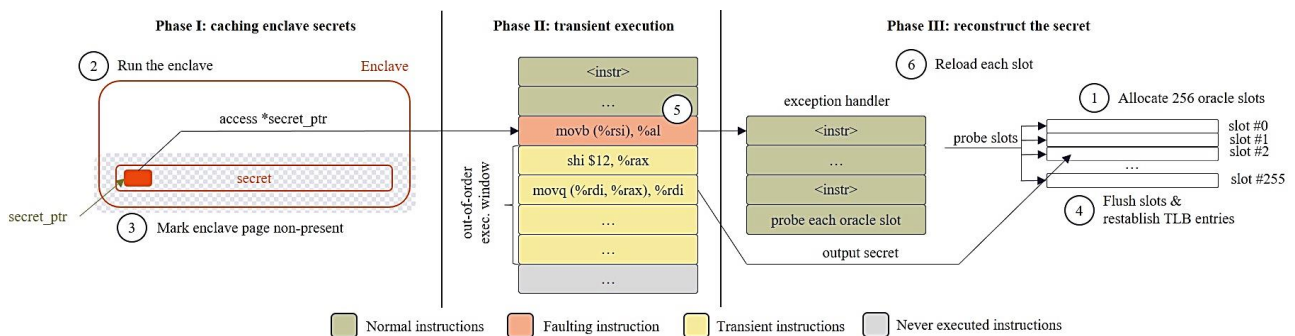 Phase I: caching enclave secrets
Phase II: transient execution
Phase III: reconstruct the secret
2
Run the enclave
Enclave
access *secret_ptr
secret
secret_ptr
3
Mark enclave page non-present
out-of-order
exec. window
<instr>
…
5
movb (%rsi), %al
shi $12, %rax
movq (%rdi, %rax), %rdi
…
…
…
6
Reload each slot
exception handler
<instr>
…
<instr>
probe each oracle slot
output secret
1
Allocate 256 oracle slots
probe slots
slot #0
slot #1
slot #2
…
slot #255
4
Flush slots &
restablish TLB entries
Normal instructions
Faulting instruction
Transient instructions
Never executed instructions